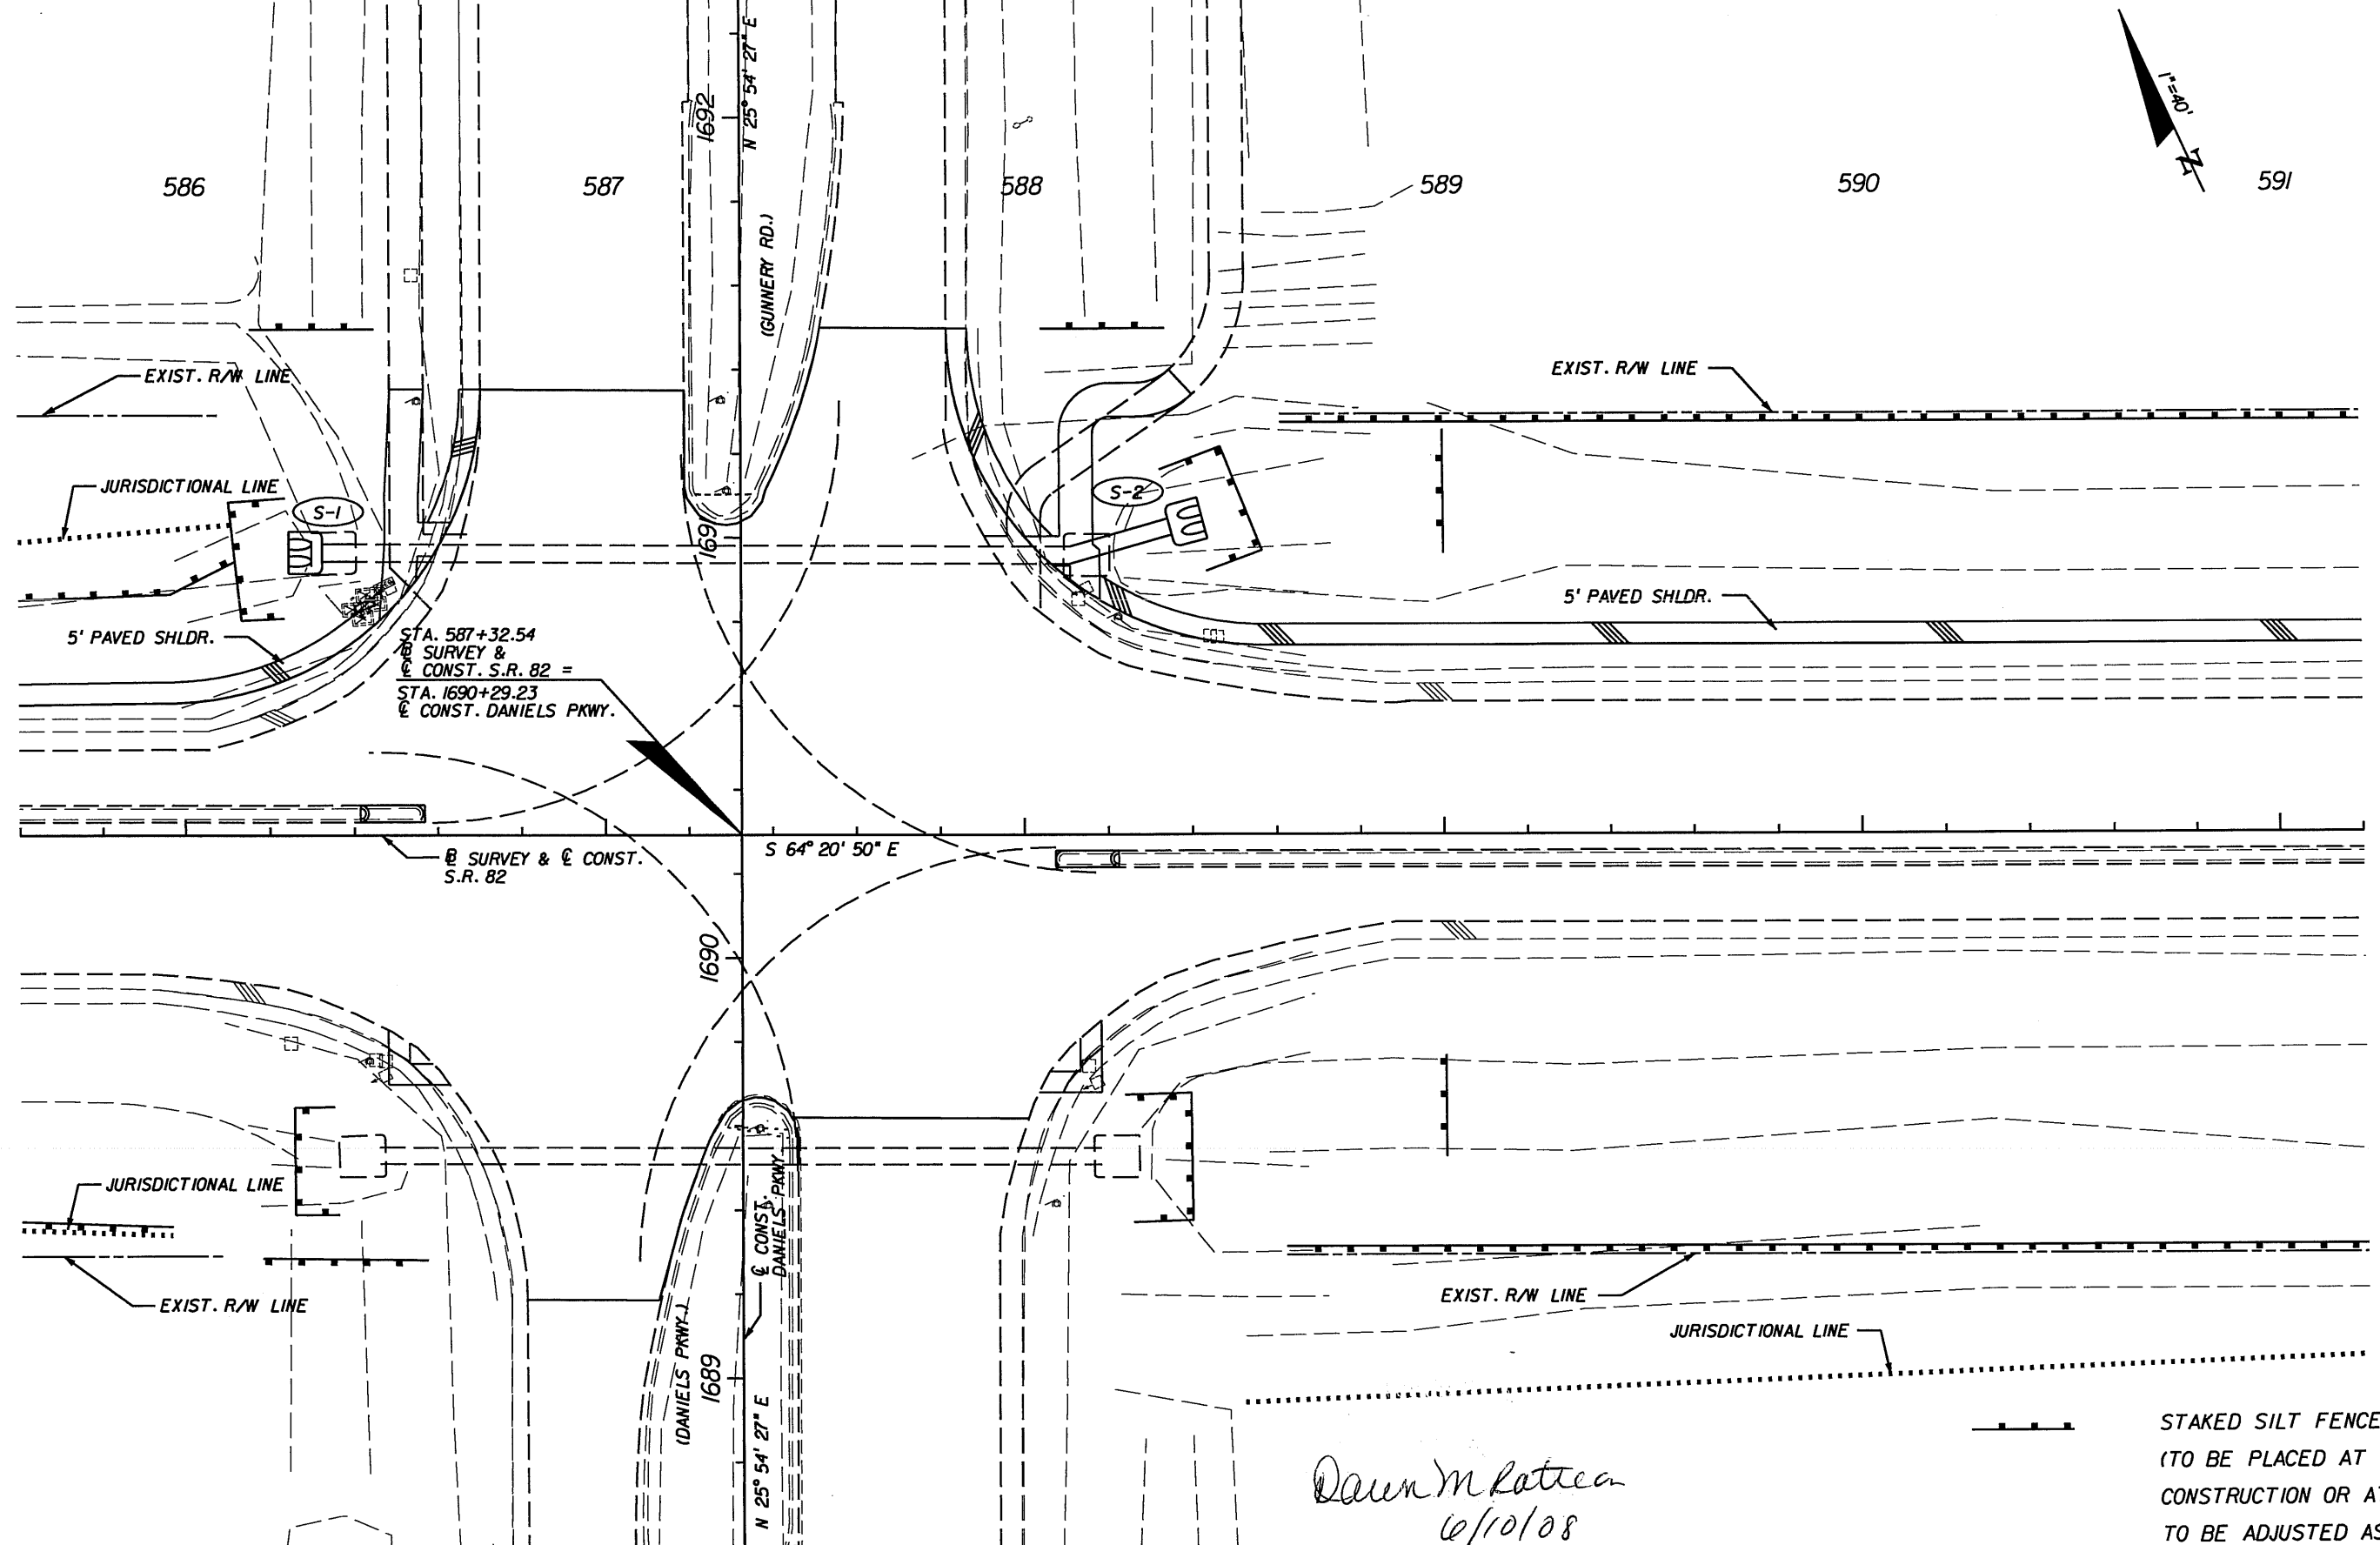 N 25° 54' 27" E
1692
(GUNNERY RD.)
1"=40'
N
586
587
588
589
590
591
EXIST. R/W LINE
EXIST. R/W LINE
JURISDICTIONAL LINE
S-1
S-2
1691
5' PAVED SHLDR.
5' PAVED SHLDR.
STA. 587+32.54
B SURVEY &
℄ CONST. S.R. 82 =
STA. 1690+29.23
℄ CONST. DANIELS PKWY.
S 64° 20' 50" E
B SURVEY & ℄ CONST.
S.R. 82
1690
JURISDICTIONAL LINE
℄ CONST.
DANIELS PKWY
EXIST. R/W LINE
EXIST. R/W LINE
JURISDICTIONAL LINE
(DANIELS PKWY.)
1689
N 25° 54' 27" E
STAKED SILT FENCE
(TO BE PLACED AT
CONSTRUCTION OR AT
TO BE ADJUSTED AS
Dawn M
6/10/08